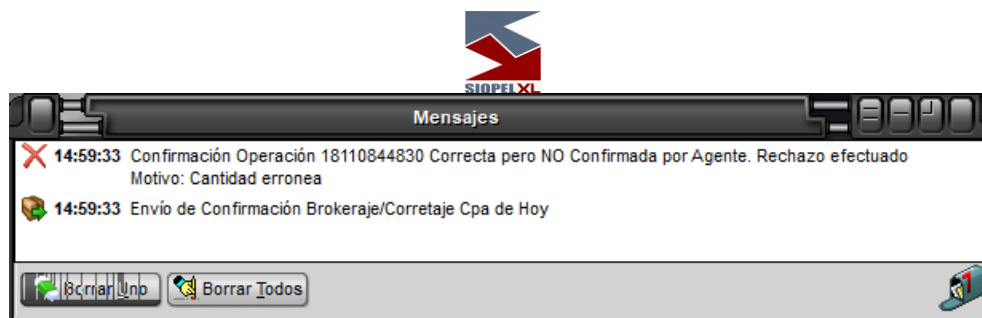 SIOPEL XL
Mensajes
14:59:33 Confirmación Operación 18110844830 Correcta pero NO Confirmada por Agente. Rechazo efectuado
Motivo: Cantidad erronea
14:59:33 Envío de Confirmación Brokeraje/Corretaje Cpa de Hoy
Borrar Uno Borrar Todos